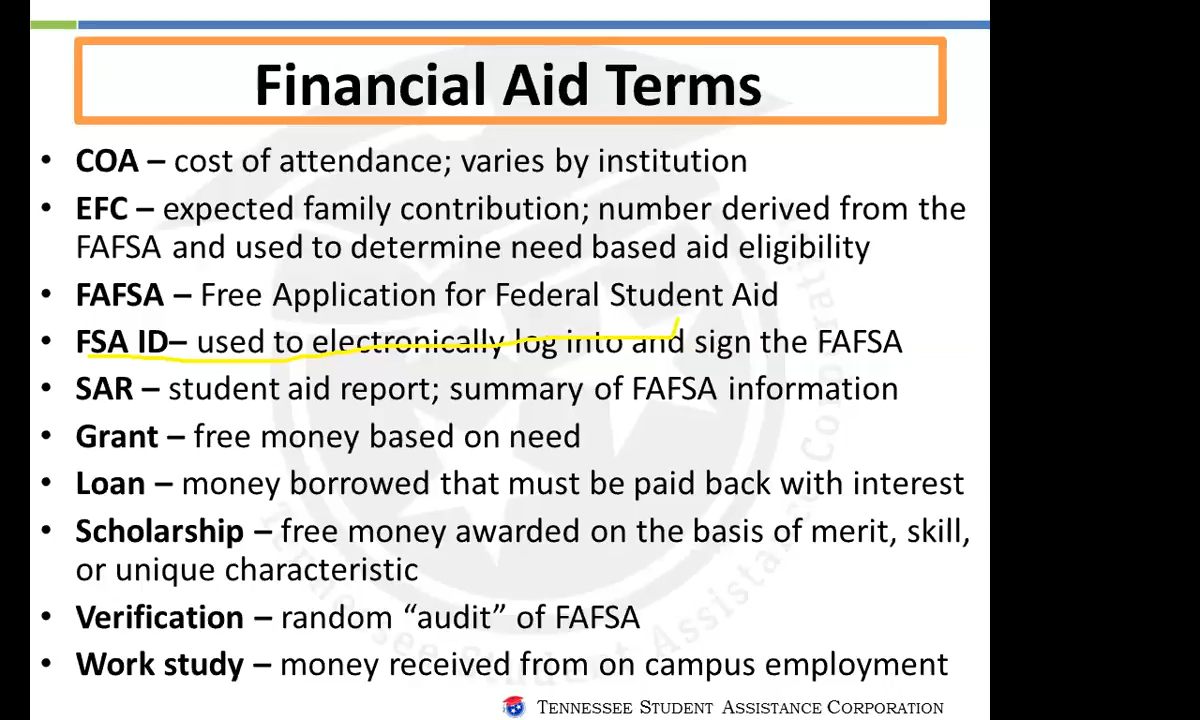 Financial Aid Terms
• COA – cost of attendance; varies by institution
• EFC – expected family contribution; number derived from the
FAFSA and used to determine need based aid eligibility
• FAFSA – Free Application for Federal Student Aid
• FSA ID– used to electronically log into and sign the FAFSA
• SAR – student aid report; summary of FAFSA information
• Grant – free money based on need
• Loan – money borrowed that must be paid back with interest
• Scholarship – free money awarded on the basis of merit, skill,
or unique characteristic
• Verification – random “audit” of FAFSA
• Work study – money received from on campus employment
TENNESSEE STUDENT ASSISTANCE CORPORATION